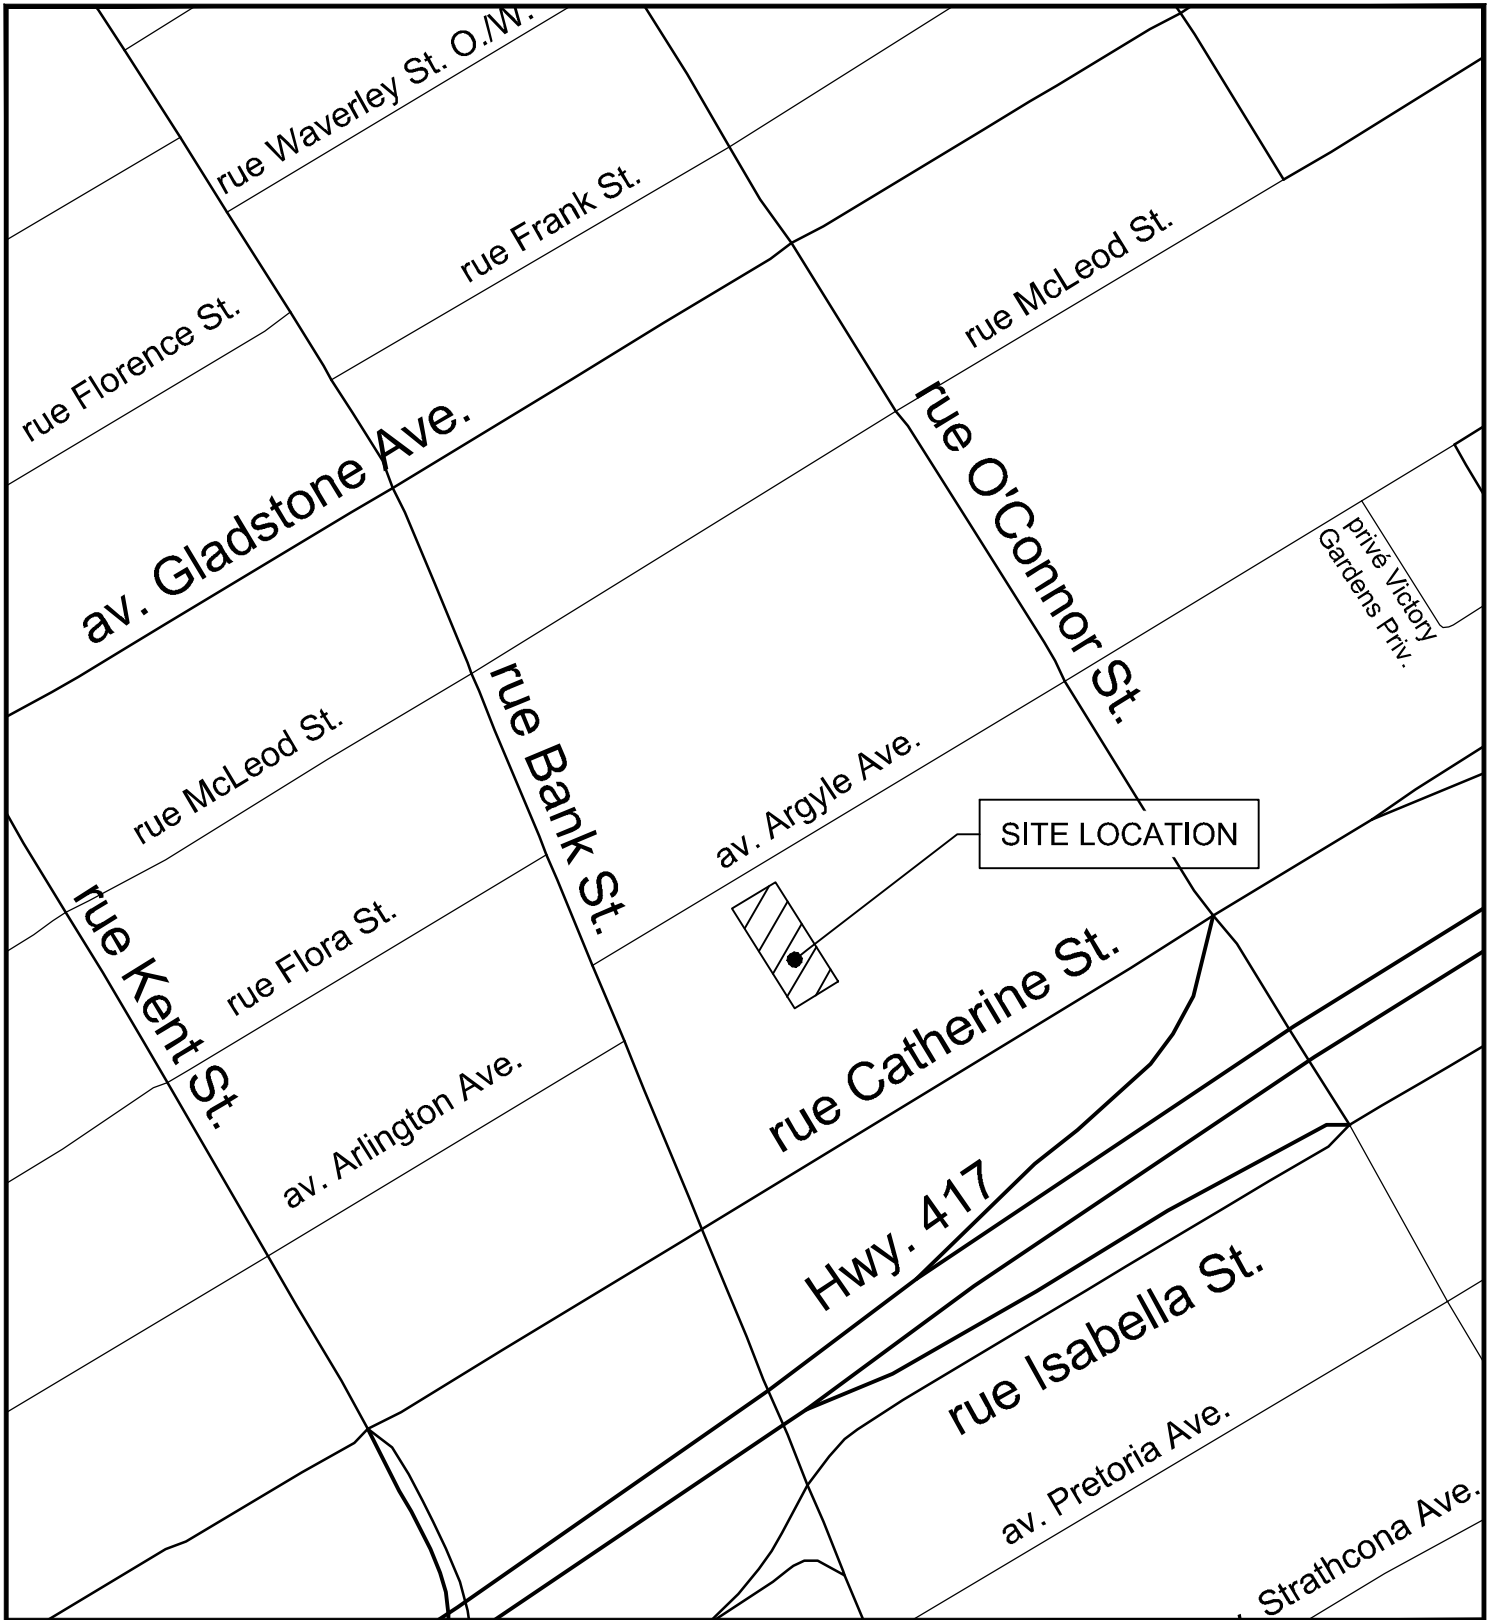 rue Waverley St. O./W.
rue Frank St.
rue Florence St.
rue McLeod St.
av. Gladstone Ave.
rue O'Connor St.
privé Victory
Gardens Priv.
rue McLeod St.
rue Bank St.
av. Argyle Ave.
SITE LOCATION
rue Kent St.
rue Flora St.
rue Catherine St.
av. Arlington Ave.
Hwy. 417
rue Isabella St.
av. Pretoria Ave.
Strathcona Ave.